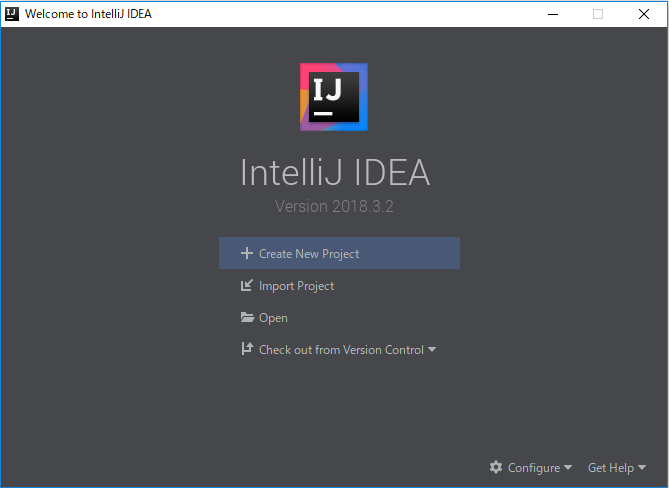 Welcome to IntelliJ IDEA
IJ
IntelliJ IDEA
Version 2018.3.2
Create New Project
Import Project
Open
Check out from Version Control
Configure
Get Help